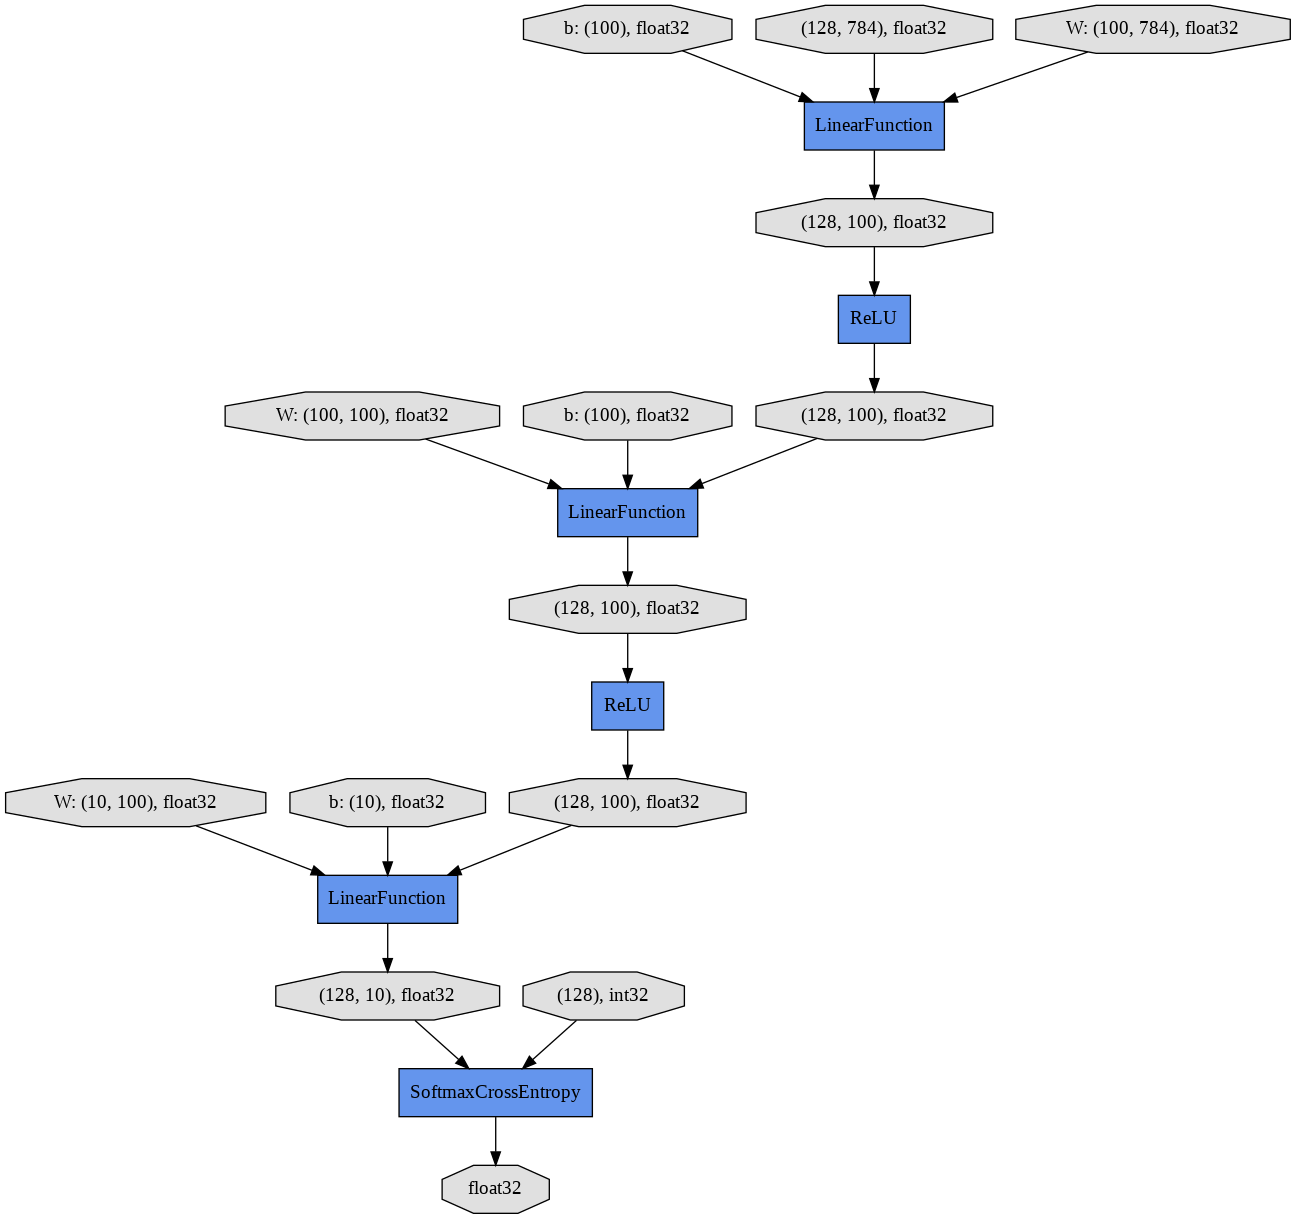 b: (100), float32
(128, 784), float32
W: (100, 784), float32
LinearFunction
(128, 100), float32
ReLU
W: (100, 100), float32
b: (100), float32
(128, 100), float32
LinearFunction
(128, 100), float32
ReLU
W: (10, 100), float32
b: (10), float32
(128, 100), float32
LinearFunction
(128, 10), float32
(128), int32
SoftmaxCrossEntropy
float32